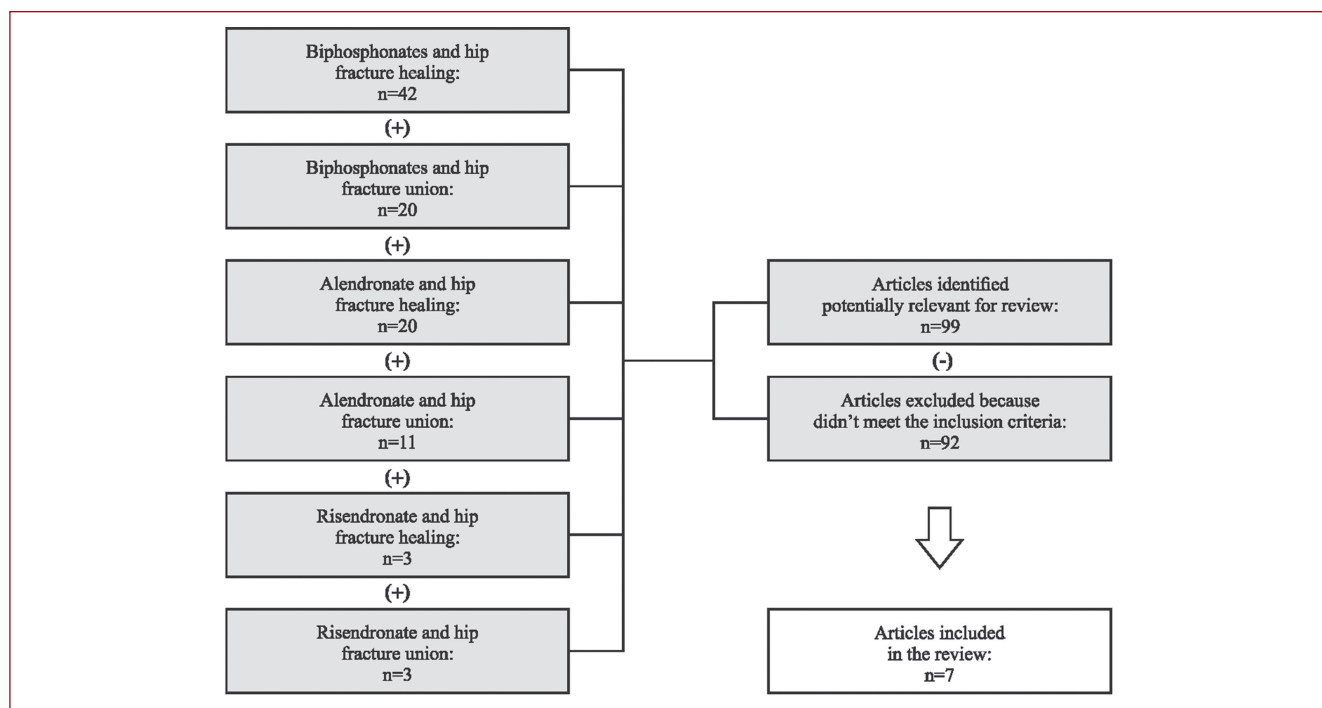 Biphosphonates and hip
fracture healing:
n=42
(+)
Biphosphonates and hip
fracture union:
n=20
(+)
Alendronate and hip
fracture healing:
n=20
(+)
Alendronate and hip
fracture union:
n=11
(+)
Risendronate and hip
fracture healing:
n=3
(+)
Risendronate and hip
fracture union:
n=3
Articles identified
potentially relevant for review:
n=99
(-)
Articles excluded because
didn't meet the inclusion criteria:
n=92
Articles included
in the review:
n=7